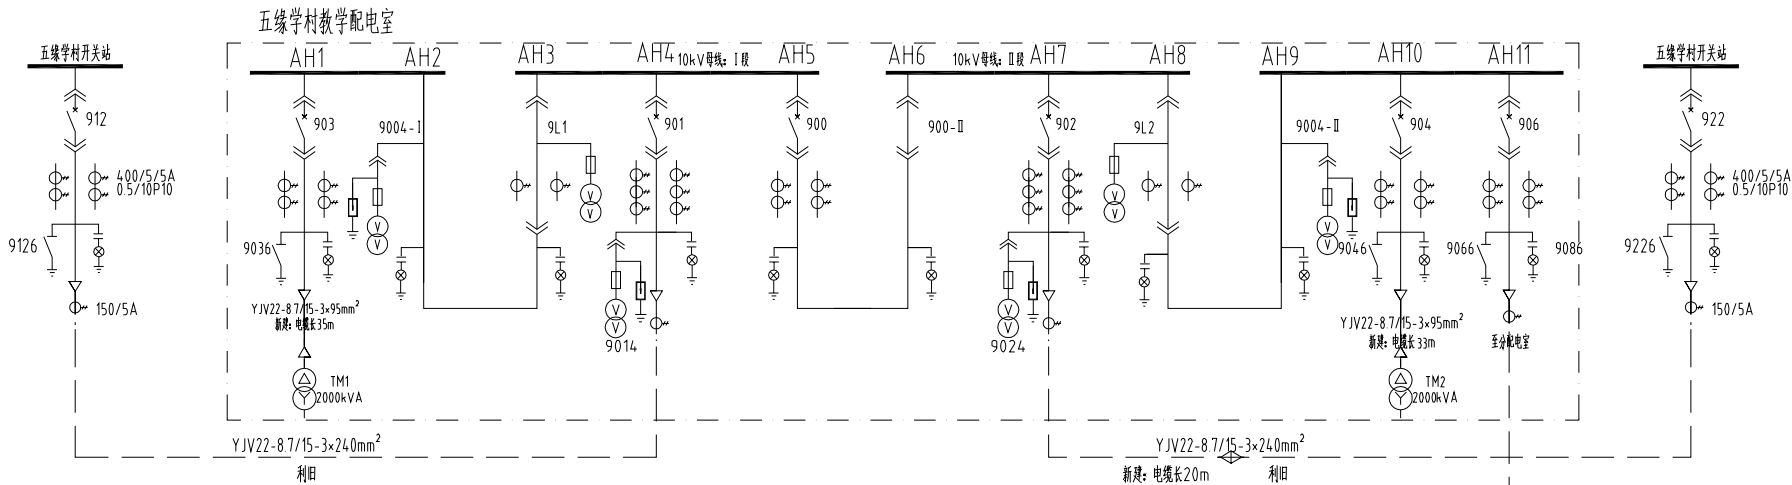 五缘学村教学配电室
五缘学村开关站
AH1
AH2
AH3
AH4
10kV母线：Ⅰ段
AH5
AH6
10kV母线：Ⅱ段
AH7
AH8
AH9
AH10
AH11
五缘学村开关站
912
903
9004-Ⅰ
9L1
901
900
900-Ⅱ
902
9L2
9004-Ⅱ
904
906
922
400/5/5A
0.5/10P10
400/5/5A
0.5/10P10
V
V
V
V
V
V
V
V
9126
9036
9046
9066
9086
9226
150/5A
YJV22-8.7/15-3×95mm²
新建：电缆长35m
V
V
9014
V
V
9024
YJV22-8.7/15-3×95mm²
新建：电缆长33m
至分配电室
150/5A
TM1
2000kVA
TM2
2000kVA
YJV22-8.7/15-3×240mm²
利旧
YJV22-8.7/15-3×240mm²
新建：电缆长20m
利旧